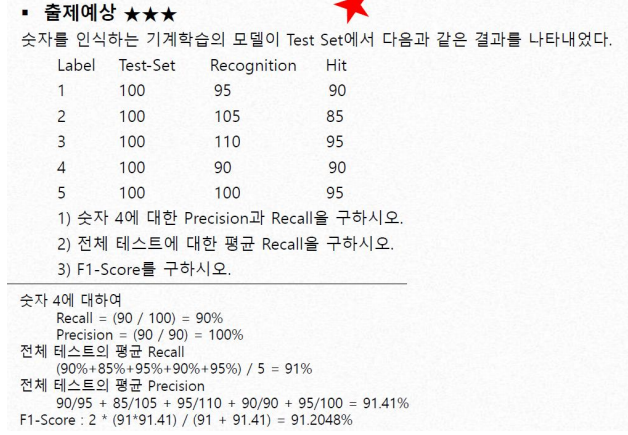 ▪ 출제예상 ★★★
숫자를 인식하는 기계학습의 모델이 Test Set에서 다음과 같은 결과를 나타내었다.
Label Test-Set Recognition Hit
1 100 95 90
2 100 105 85
3 100 110 95
4 100 90 90
5 100 100 95
1) 숫자 4에 대한 Precision과 Recall을 구하시오.
2) 전체 테스트에 대한 평균 Recall을 구하시오.
3) F1-Score를 구하시오.
숫자 4에 대하여
Recall = (90 / 100) = 90%
Precision = (90 / 90) = 100%
전체 테스트의 평균 Recall
(90%+85%+95%+90%+95%) / 5 = 91%
전체 테스트의 평균 Precision
90/95 + 85/105 + 95/110 + 90/90 + 95/100 = 91.41%
F1-Score : 2 * (91*91.41) / (91 + 91.41) = 91.2048%